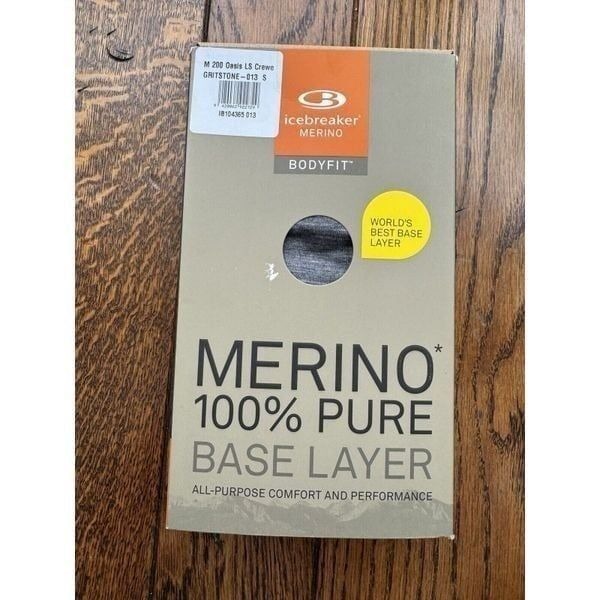 M 200 Oasis LS Crewe
GRITSTONE-013 S
IB104365 013
icebreaker®
MERINO
BODYFIT™
WORLD'S
BEST BASE
LAYER
MERINO*
100% PURE
BASE LAYER
ALL-PURPOSE COMFORT AND PERFORMANCE